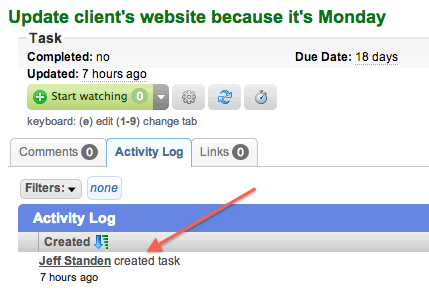 Update client's website because it's Monday
Task
Completed: no Due Date: 18 days
Updated: 7 hours ago
Start watching 0
keyboard: (e) edit (1-9) change tab
Comments 0 Activity Log Links 0
Filters: none
Activity Log
Created
Jeff Standen created task
7 hours ago